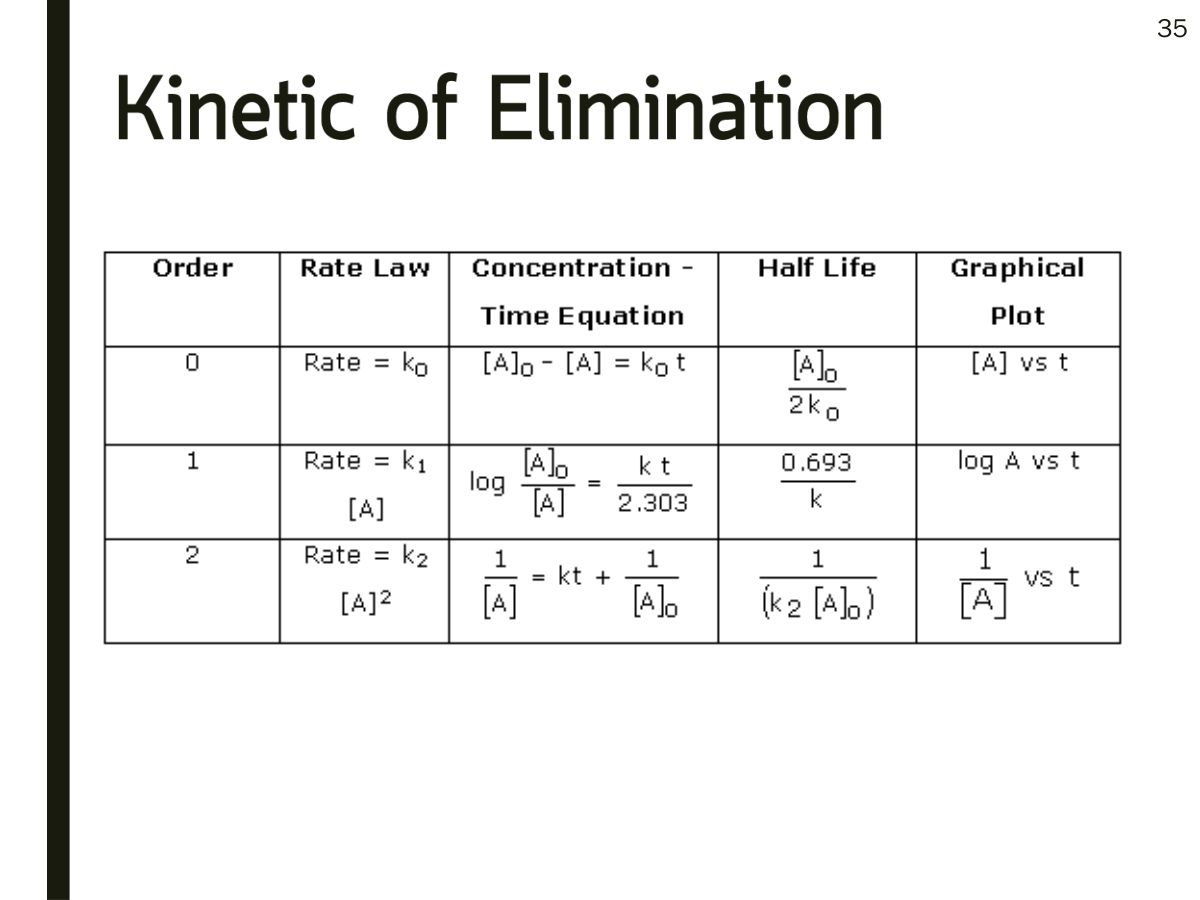 35
Kinetic of Elimination
Order Rate Law Concentration – Time Equation Half Life Graphical Plot
0 Rate = k₀ [A]₀ – [A] = k₀ t [A]₀ / 2k₀ [A] vs t
1 Rate = k₁ [A] log [A]₀ / [A] = k t / 2.303 0.693 / k log A vs t
2 Rate = k₂ [A]² 1 / [A] = kt + 1 / [A]₀ 1 / (k₂ [A]₀) 1 / [A] vs t